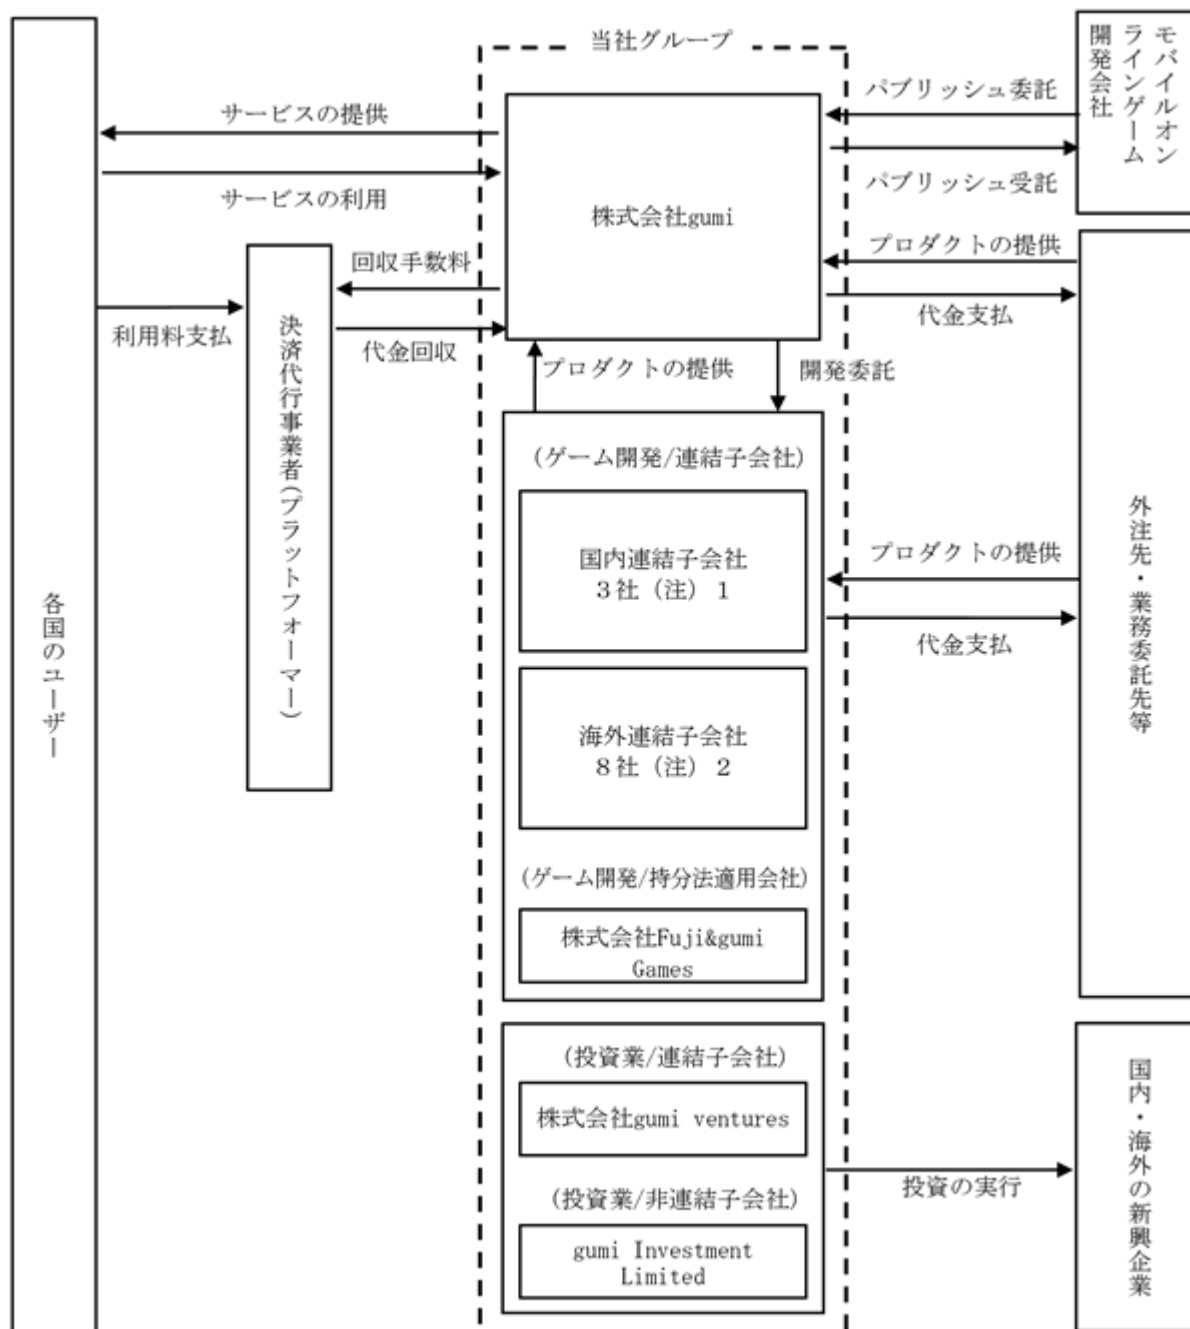 当社グループ
モバイルオン
ラインゲーム
開発会社
サービスの提供
パブリッシュ委託
サービスの利用
パブリッシュ受託
株式会社gumi
回収手数料
プロダクトの提供
利用料支払
代金回収
代金支払
プロダクトの提供
開発委託
決済代行事業者(プラットフォーマー)
各国のユーザー
(ゲーム開発/連結子会社)
国内連結子会社
3社(注)1
プロダクトの提供
代金支払
外注先・業務委託先等
海外連結子会社
8社(注)2
(ゲーム開発/持分法適用会社)
株式会社Fuji&gumi
Games
(投資業/連結子会社)
株式会社gumi ventures
投資の実行
国内・海外の新興企業
(投資業/非連結子会社)
gumi Investment
Limited